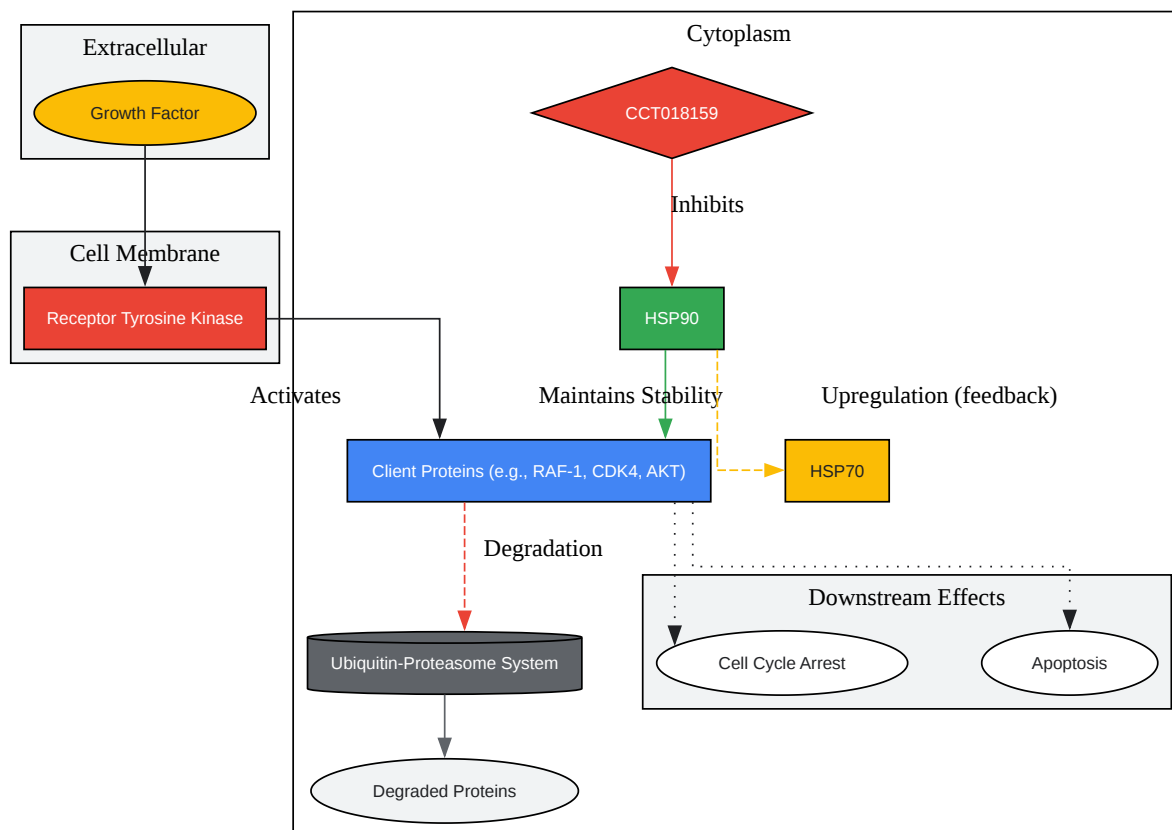 Extracellular
Growth Factor
Cell Membrane
Receptor Tyrosine Kinase
Cytoplasm
CCT018159
Inhibits
HSP90
Activates
Maintains Stability
Upregulation (feedback)
Client Proteins (e.g., RAF-1, CDK4, AKT)
HSP70
Degradation
Downstream Effects
Ubiquitin-Proteasome System
Cell Cycle Arrest
Apoptosis
Degraded Proteins